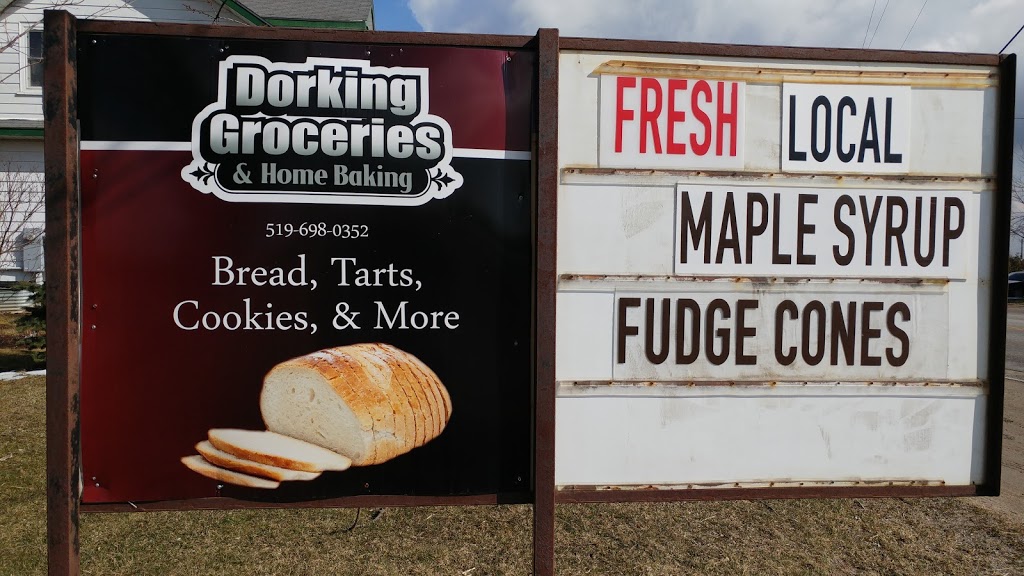 Dorking
Groceries
& Home Baking
519-698-0352
Bread, Tarts,
Cookies, & More
FRESH LOCAL
MAPLE SYRUP
FUDGE CONES